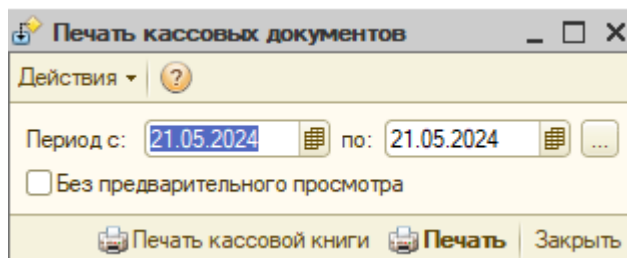 Печать кассовых документов
Действия
Период с: 21.05.2024 по: 21.05.2024 ...
Без предварительного просмотра
Печать кассовой книги Печать Закрыть